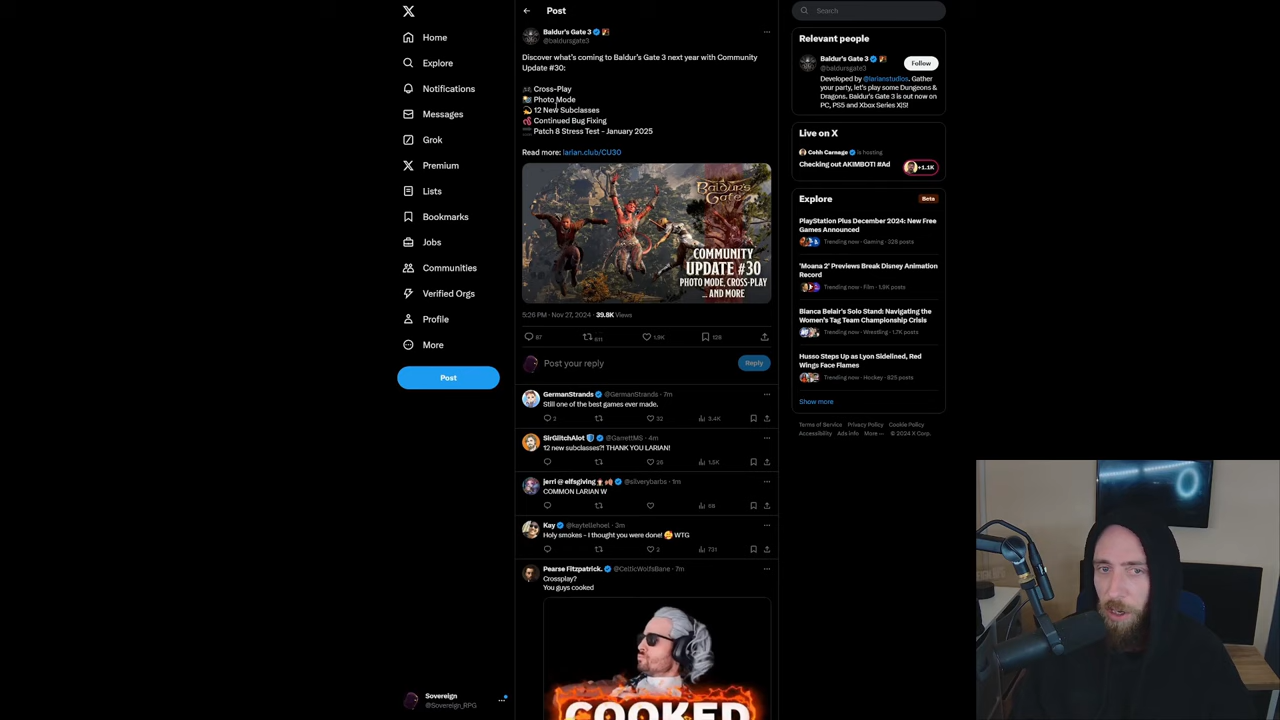 Home
Explore
Notifications
Messages
Grok
Premium
Lists
Bookmarks
Jobs
Communities
Verified Orgs
Profile
More
Post
Sovereign
@Sovereign_RPG
Post
Baldur's Gate 3
@baldursgate3
Discover what's coming to Baldur's Gate 3 next year with Community
Update #30:
Cross-Play
Photo Mode
12 New Subclasses
Continued Bug Fixing
Patch 8 Stress Test - January 2025
Read more: larian.club/CU30
BALDUR'S
GATE
COMMUNITY
UPDATE #30
PHOTO MODE, CROSS-PLAY
... AND MORE
5:26 PM · Nov 27, 2024 · 39.8K Views
67 611 1.9K 128
Post your reply
Reply
GermanStrands @GermanStrands · 7m
Still one of the best games ever made.
2 32 3.4K
SirGlitchAlot @GarrettMS · 4m
12 new subclasses?! THANK YOU LARIAN!
26 1.5K
jerri @ elfsgiving @silverybarbs · 1m
COMMON LARIAN W
Kay @kaytellehoel · 3m
Holy smokes - I thought you were done! WTG
2 731
Pearse Fitzpatrick. @CelticWolfsBane · 7m
Crossplay?
You guys cooked
COOKED
Search
Relevant people
Baldur's Gate 3
@baldursgate3
Follow
Developed by @larianstudios. Gather
your party, let's play some Dungeons &
Dragons. Baldur's Gate 3 is out now on
PC, PS5 and Xbox Series X|S!
Live on X
Cohh Carnage is hosting
Checking out AKIMBOT! #Ad
+1.1K
Explore
Beta
PlayStation Plus December 2024: New Free
Games Announced
Trending now · Gaming · 328 posts
'Moana 2' Previews Break Disney Animation
Record
Trending now · Film · 1.9K posts
Bianca Belair's Solo Stand: Navigating the
Women's Tag Team Championship Crisis
Trending now · Wrestling · 1.7K posts
Husso Steps Up as Lyon Sidelined, Red
Wings Face Flames
Trending now · Hockey · 825 posts
Show more
Terms of Service Privacy Policy Cookie Policy
Accessibility Ads info More ··· © 2024 X Corp.